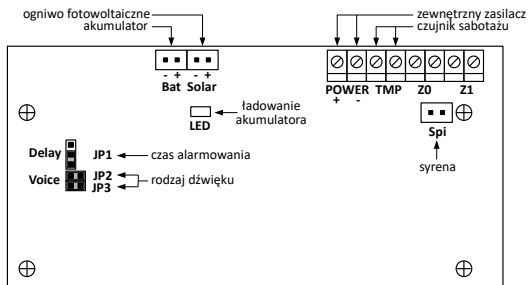 ogniwo fotowoltaiczne
akumulator
zewnętrzny zasilacz
czujnik sabotażu
- + - +
Bat Solar
POWER TMP Z0 Z1
+ -
LED
ładowanie
akumulatora
Spi
syrena
Delay JP1 czas alarmowania
Voice JP2
JP3
rodzaj dźwięku